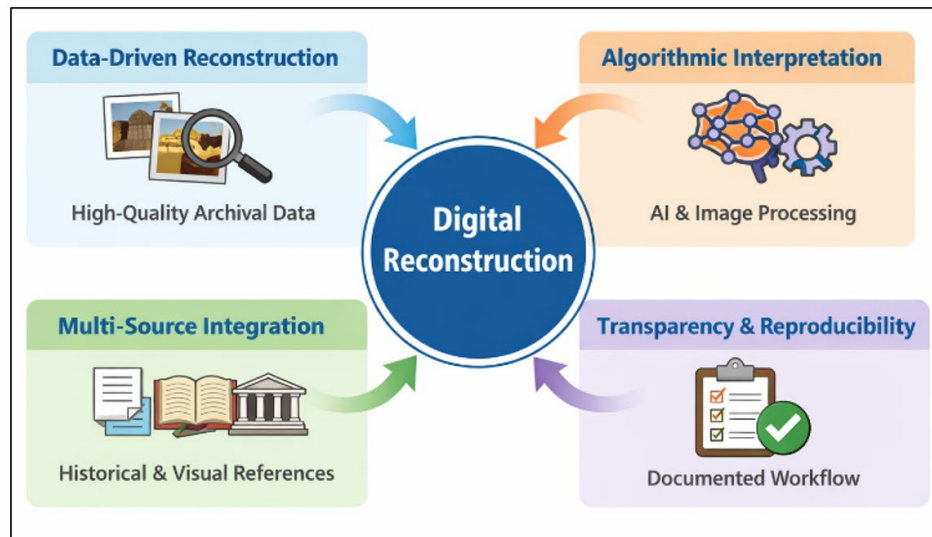 Data-Driven Reconstruction
High-Quality Archival Data
Algorithmic Interpretation
AI & Image Processing
Digital
Reconstruction
Multi-Source Integration
Historical & Visual References
Transparency & Reproducibility
Documented Workflow